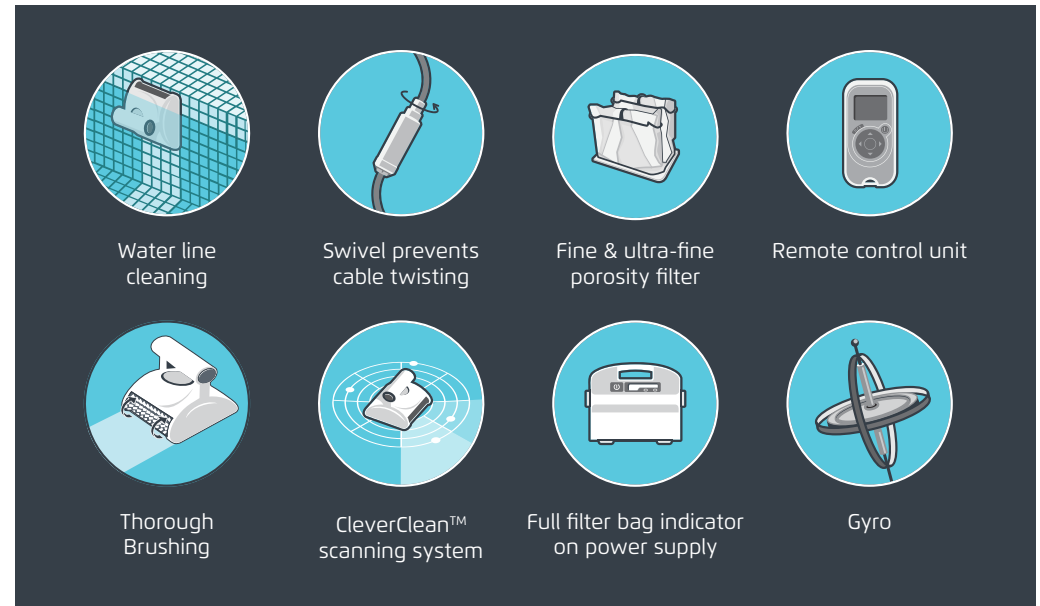 Water line
cleaning
Swivel prevents
cable twisting
Fine & ultra-fine
porosity filter
Remote control unit
Thorough
Brushing
CleverClean™
scanning system
Full filter bag indicator
on power supply
Gyro